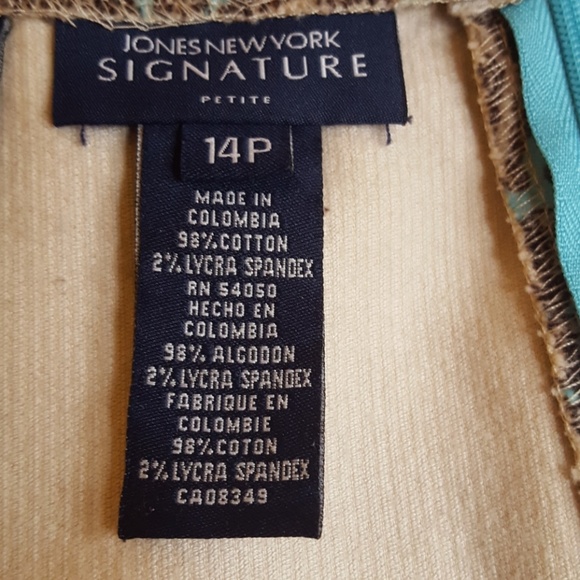 JONES NEW YORK
SIGNATURE
PETITE
14P
MADE IN
COLOMBIA
98% COTTON
2% LYCRA SPANDEX
RN 54050
HECHO EN
COLOMBIA
98% ALGODON
2% LYCRA SPANDEX
FABRIQUE EN
COLOMBIE
98% COTON
2% LYCRA SPANDEX
CA08349